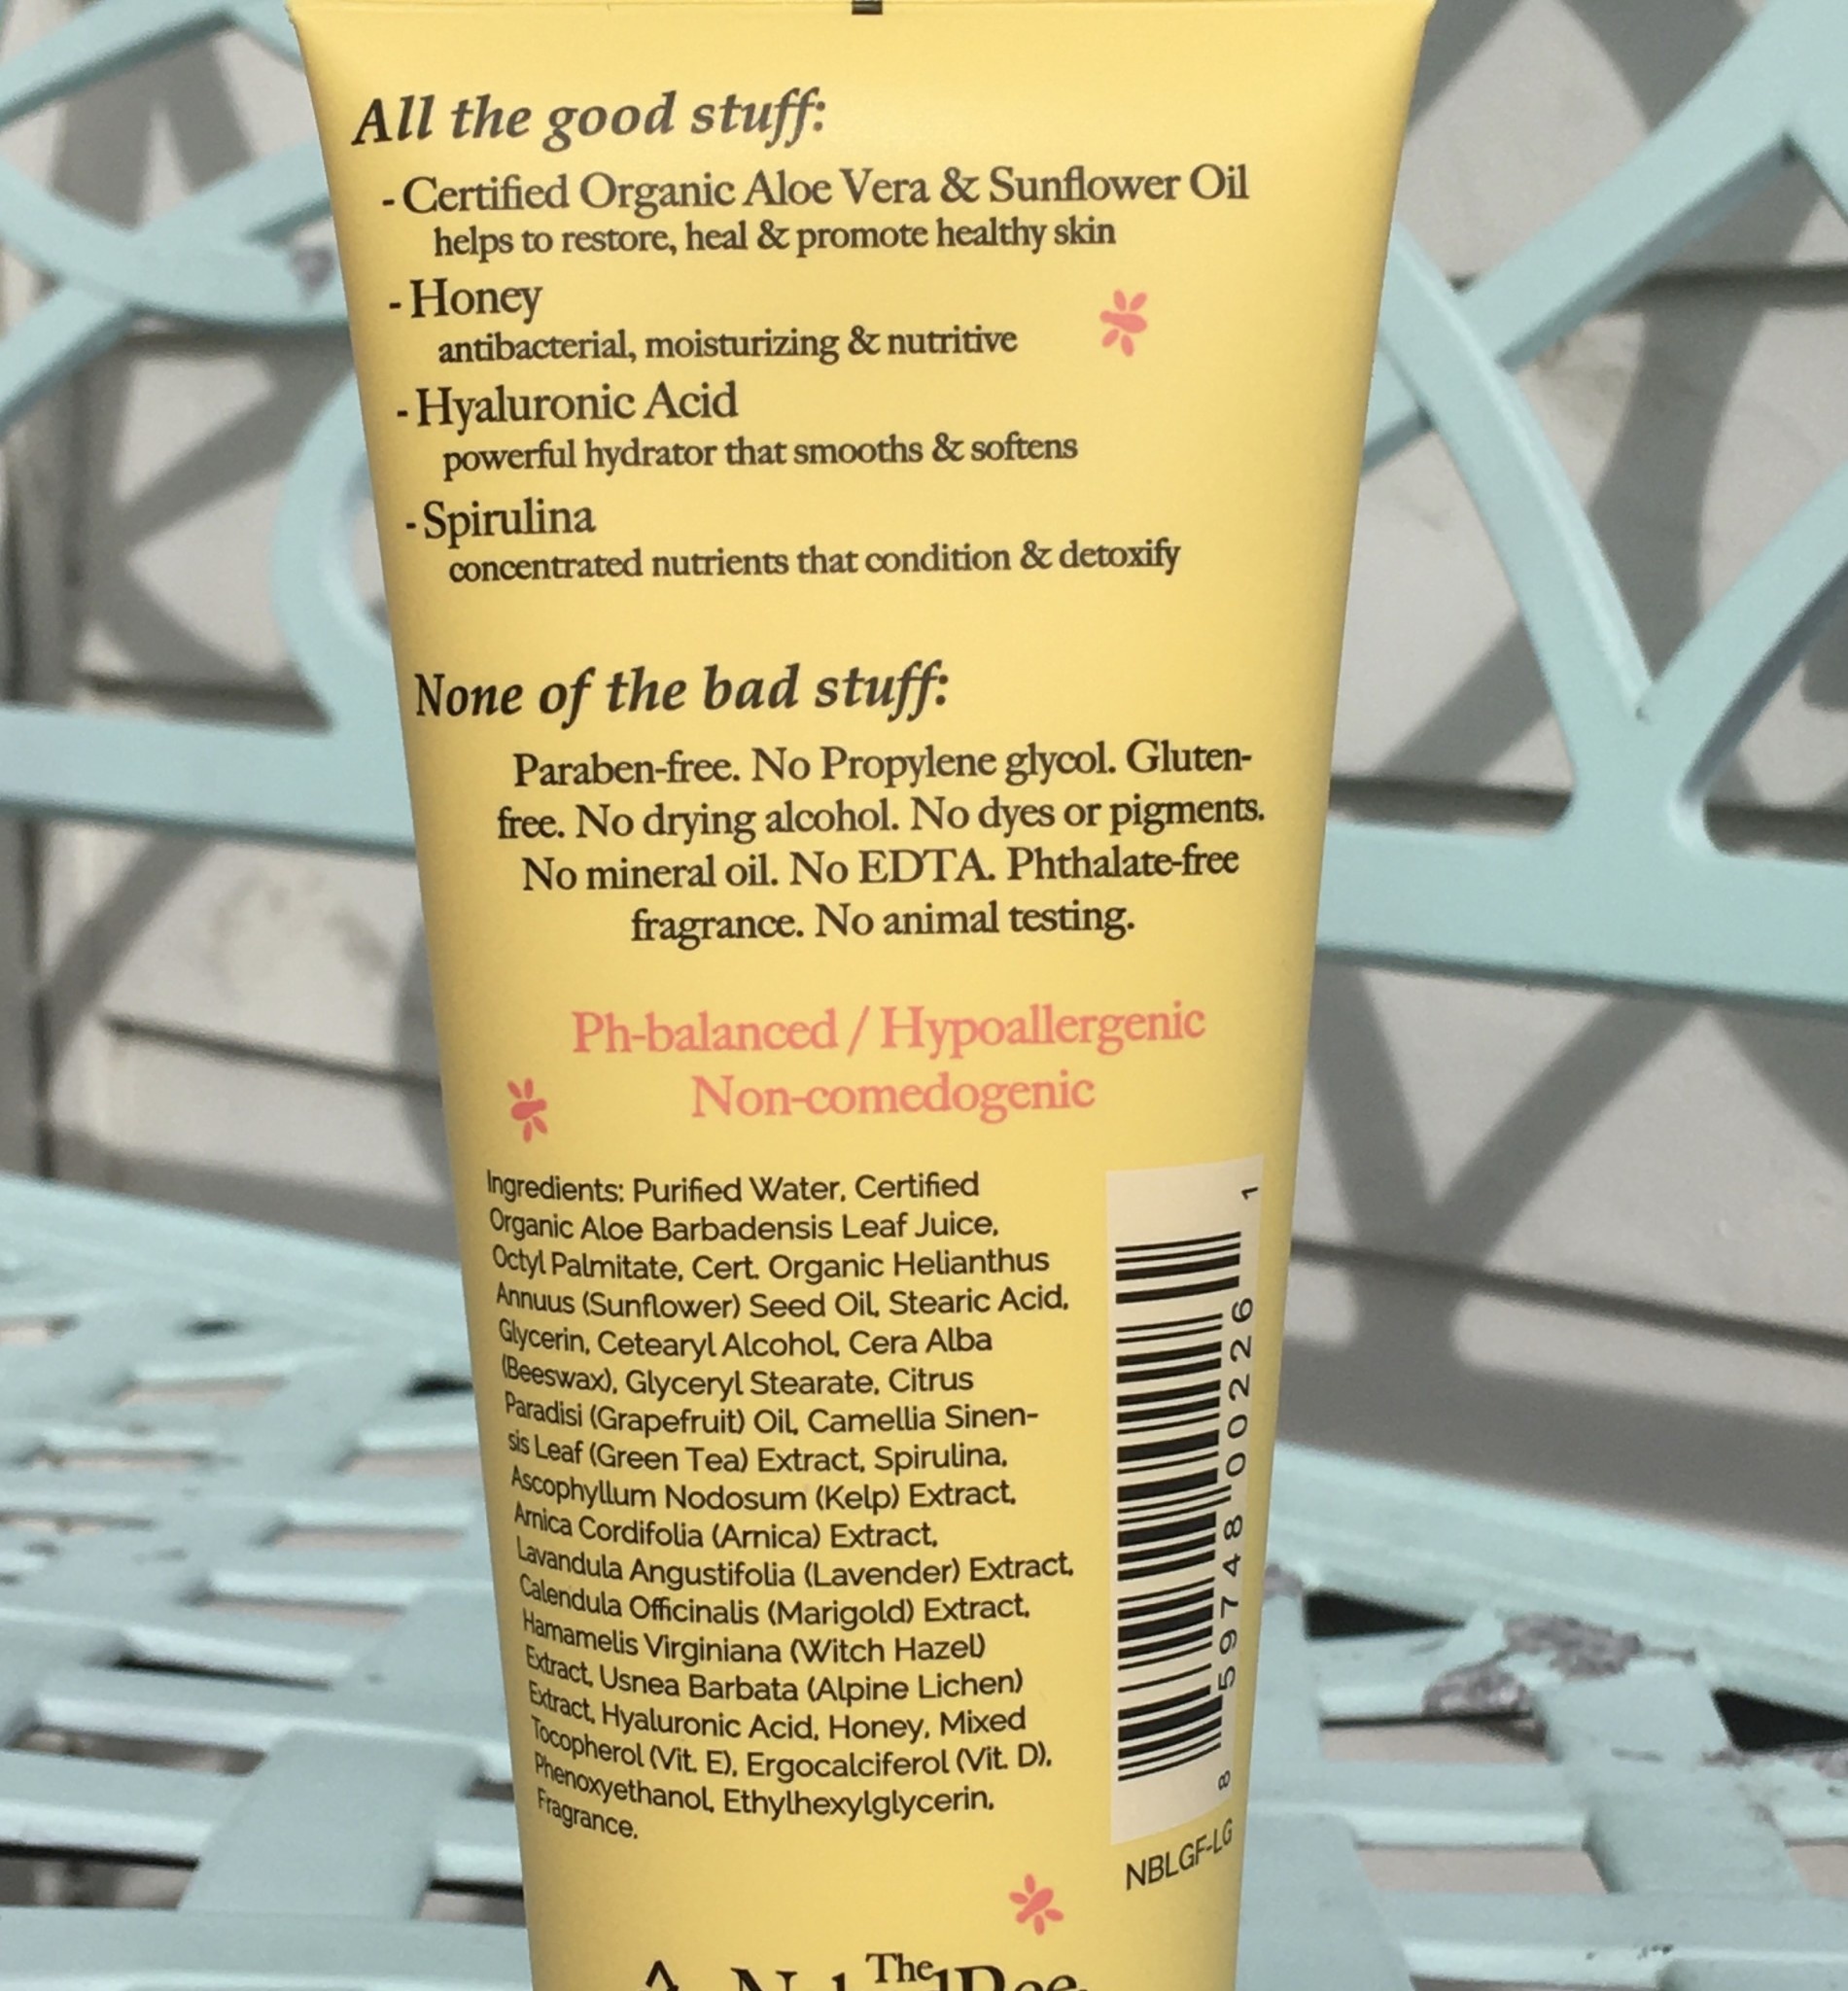 All the good stuff:
- Certified Organic Aloe Vera & Sunflower Oil
helps to restore, heal & promote healthy skin
- Honey
antibacterial, moisturizing & nutritive
- Hyaluronic Acid
powerful hydrator that smooths & softens
- Spirulina
concentrated nutrients that condition & detoxify
None of the bad stuff:
Paraben-free. No Propylene glycol. Gluten-
free. No drying alcohol. No dyes or pigments.
No mineral oil. No EDTA. Phthalate-free
fragrance. No animal testing.
Ph-balanced / Hypoallergenic
Non-comedogenic
Ingredients: Purified Water, Certified
Organic Aloe Barbadensis Leaf Juice,
Octyl Palmitate, Cert. Organic Helianthus
Annuus (Sunflower) Seed Oil, Stearic Acid,
Glycerin, Cetearyl Alcohol, Cera Alba
(Beeswax), Glyceryl Stearate, Citrus
Paradisi (Grapefruit) Oil, Camellia Sinen-
sis Leaf (Green Tea) Extract, Spirulina,
Ascophyllum Nodosum (Kelp) Extract,
Arnica Cordifolia (Arnica) Extract,
Lavandula Angustifolia (Lavender) Extract,
Calendula Officinalis (Marigold) Extract,
Hamamelis Virginiana (Witch Hazel)
Extract, Usnea Barbata (Alpine Lichen)
Extract, Hyaluronic Acid, Honey, Mixed
Tocopherol (Vit. E), Ergocalciferol (Vit. D),
Phenoxyethanol, Ethylhexylglycerin,
Fragrance.
8 59748 00226 1
NBLGF-LG
The